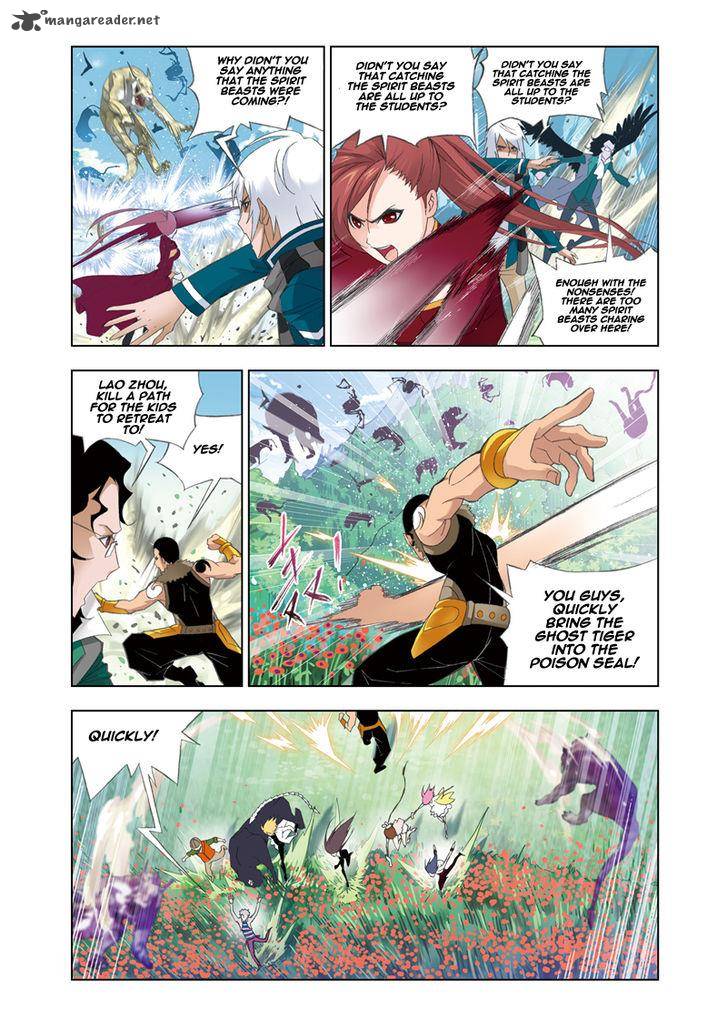 mangareader.net
WHY DIDN'T YOU
SAY ANYTHING
THAT THE SPIRIT
BEASTS WERE
COMING?!
DIDN'T YOU SAY
THAT CATCHING
THE SPIRIT BEASTS
ARE ALL UP TO
THE STUDENTS?
DIDN'T YOU SAY
THAT CATCHING THE
SPIRIT BEASTS ARE
ALL UP TO THE
STUDENTS?
ENOUGH WITH THE
NONSENSES!
THERE ARE TOO
MANY SPIRIT
BEASTS CHARING
OVER HERE!
LAO ZHOU,
KILL A PATH
FOR THE KIDS
TO RETREAT
TO!
YES!
YOU GUYS,
QUICKLY
BRING THE
GHOST TIGER
INTO THE
POISON SEAL!
QUICKLY!